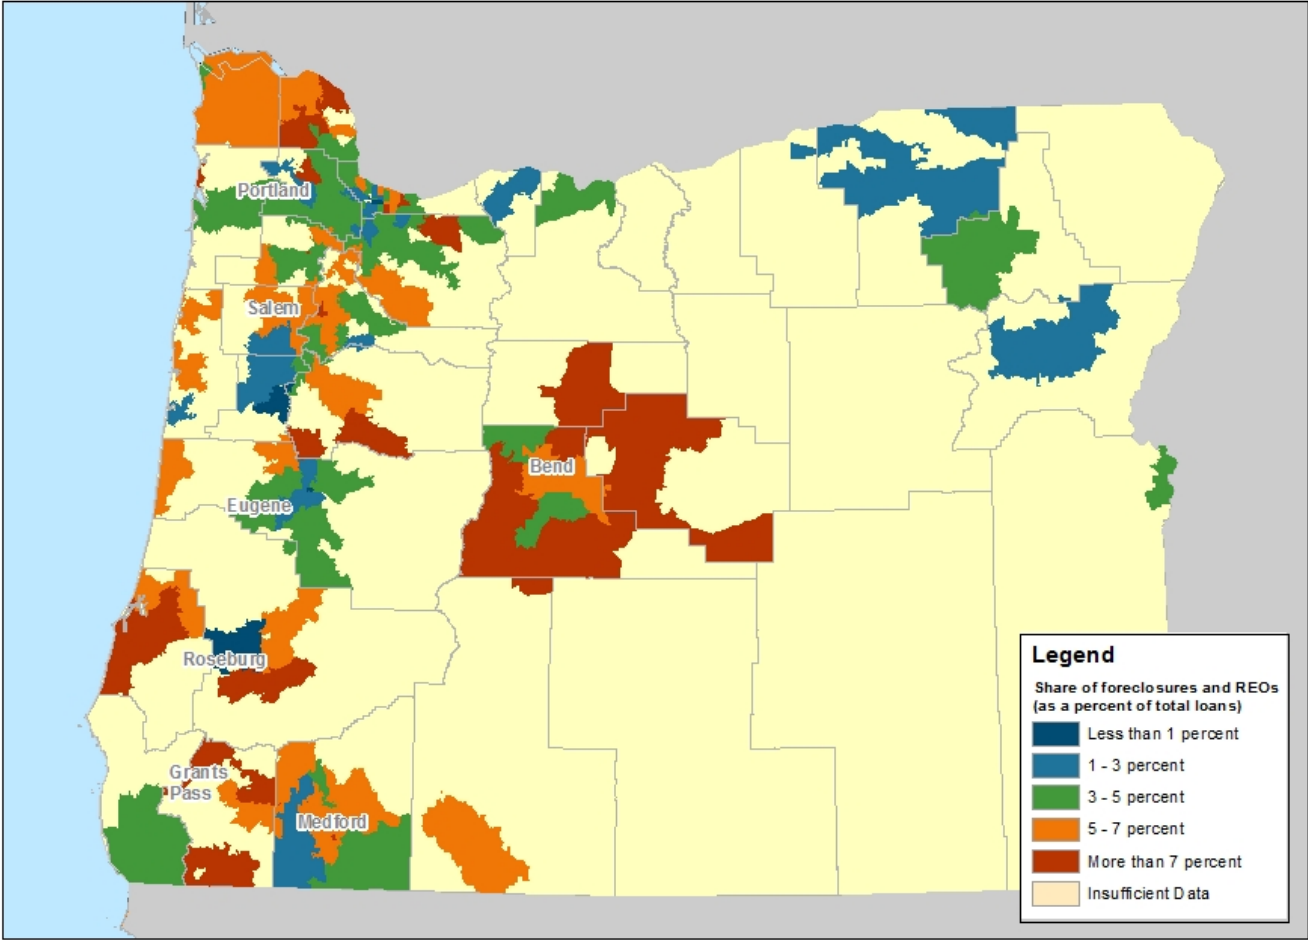 Portland
Salem
Bend
Eugene
Roseburg
Grants
Pass
Medford
Legend
Share of foreclosures and REOs
(as a percent of total loans)
Less than 1 percent
1 - 3 percent
3 - 5 percent
5 - 7 percent
More than 7 percent
Insufficient Data